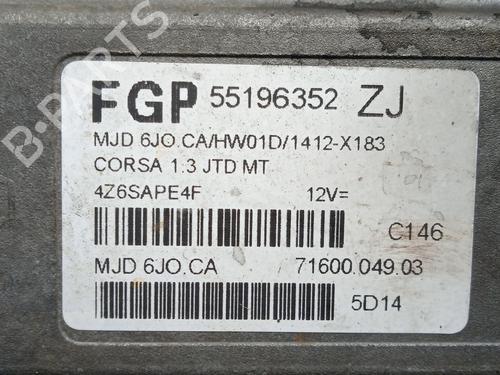 FGP 55196352 ZJ
MJD 6JO.CA/HW01D/1412-X183
CORSA 1.3 JTD MT
4Z6SAPE4F 12V=
C146
MJD 6JO.CA 71600.049.03
5D14
B-PARTS